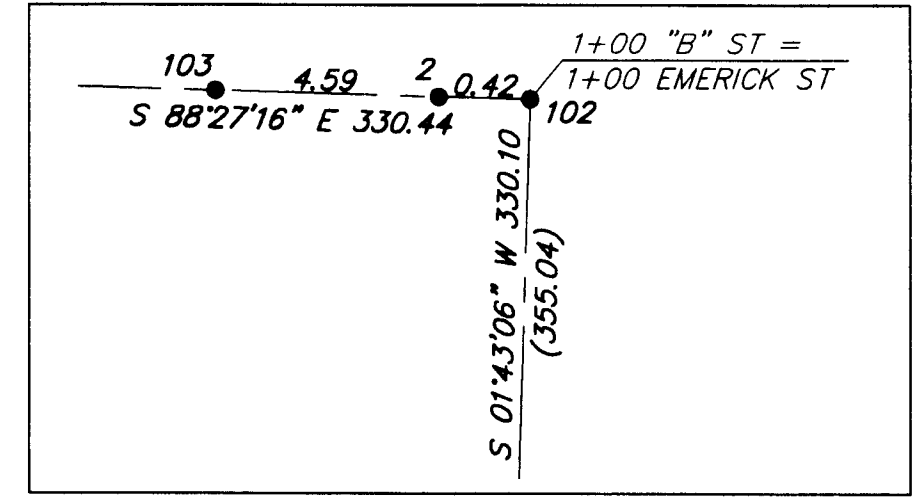 1+00 "B" ST =
1+00 EMERICK ST
103
4.59
2
0.42
102
S 88°27'16" E 330.44
S 01°43'06" W 330.10
(355.04)